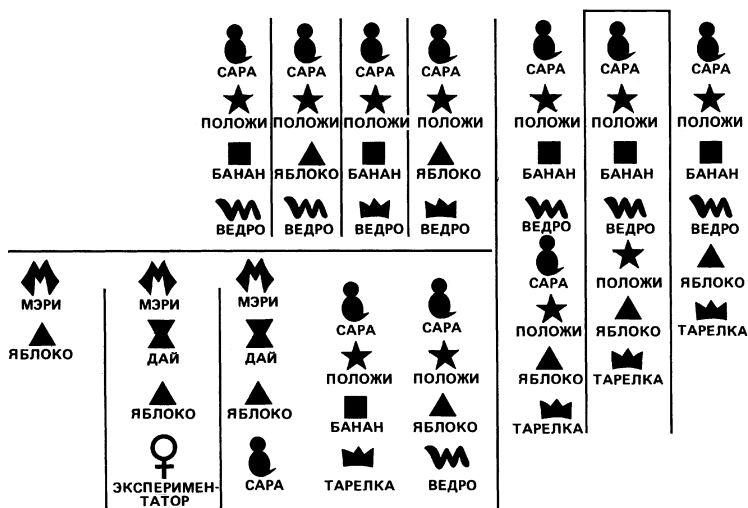 САРА САРА САРА САРА
ПОЛОЖИ ПОЛОЖИ ПОЛОЖИ ПОЛОЖИ
БАНАН ЯБЛОКО БАНАН ЯБЛОКО
ВЕДРО ВЕДРО ВЕДРО ВЕДРО
САРА САРА САРА
ПОЛОЖИ ПОЛОЖИ ПОЛОЖИ
БАНАН БАНАН БАНАН
ВЕДРО ВЕДРО ВЕДРО
САРА ПОЛОЖИ ЯБЛОКО
ПОЛОЖИ ЯБЛОКО ТАРЕЛКА
ЯБЛОКО ТАРЕЛКА
ТАРЕЛКА
МЭРИ МЭРИ МЭРИ
ЯБЛОКО ДАЙ ДАЙ
ЯБЛОКО ЯБЛОКО
ЭКСПЕРИМЕН-
ТАТОР
САРА
САРА САРА
ПОЛОЖИ ПОЛОЖИ
БАНАН ЯБЛОКО
ТАРЕЛКА ВЕДРО